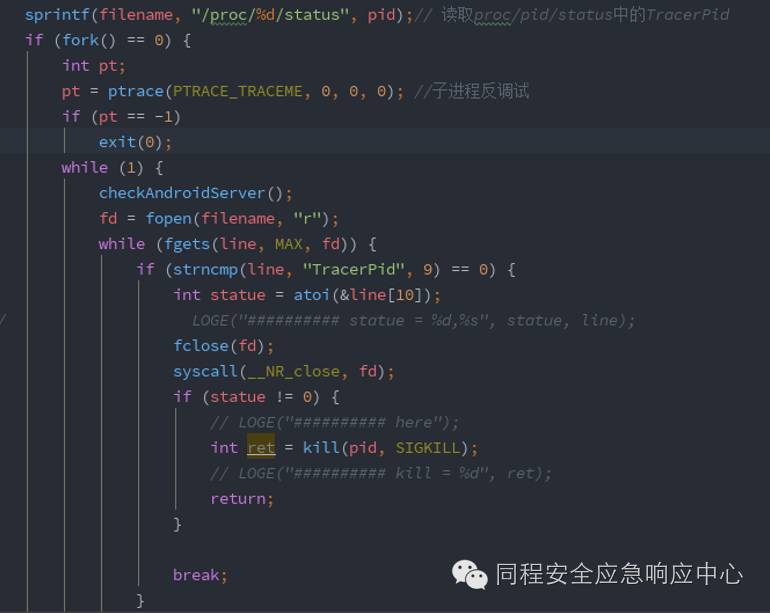 sprintf(filename, "/proc/%d/status", pid);// 读取proc/pid/status中的TracerPid
if (fork() == 0) {
int pt;
pt = ptrace(PTRACE_TRACEME, 0, 0, 0); //子进程反调试
if (pt == -1)
exit(0);
while (1) {
checkAndroidServer();
fd = fopen(filename, "r");
while (fgets(line, MAX, fd)) {
if (strncmp(line, "TracerPid", 9) == 0) {
int statue = atoi(&line[10]);
/ LOGE("########## statue = %d,%s", statue, line);
fclose(fd);
syscall(__NR_close, fd);
if (statue != 0) {
// LOGE("########## here");
int ret = kill(pid, SIGKILL);
// LOGE("########## kill = %d", ret);
return;
}
break;
}
同程安全应急响应中心